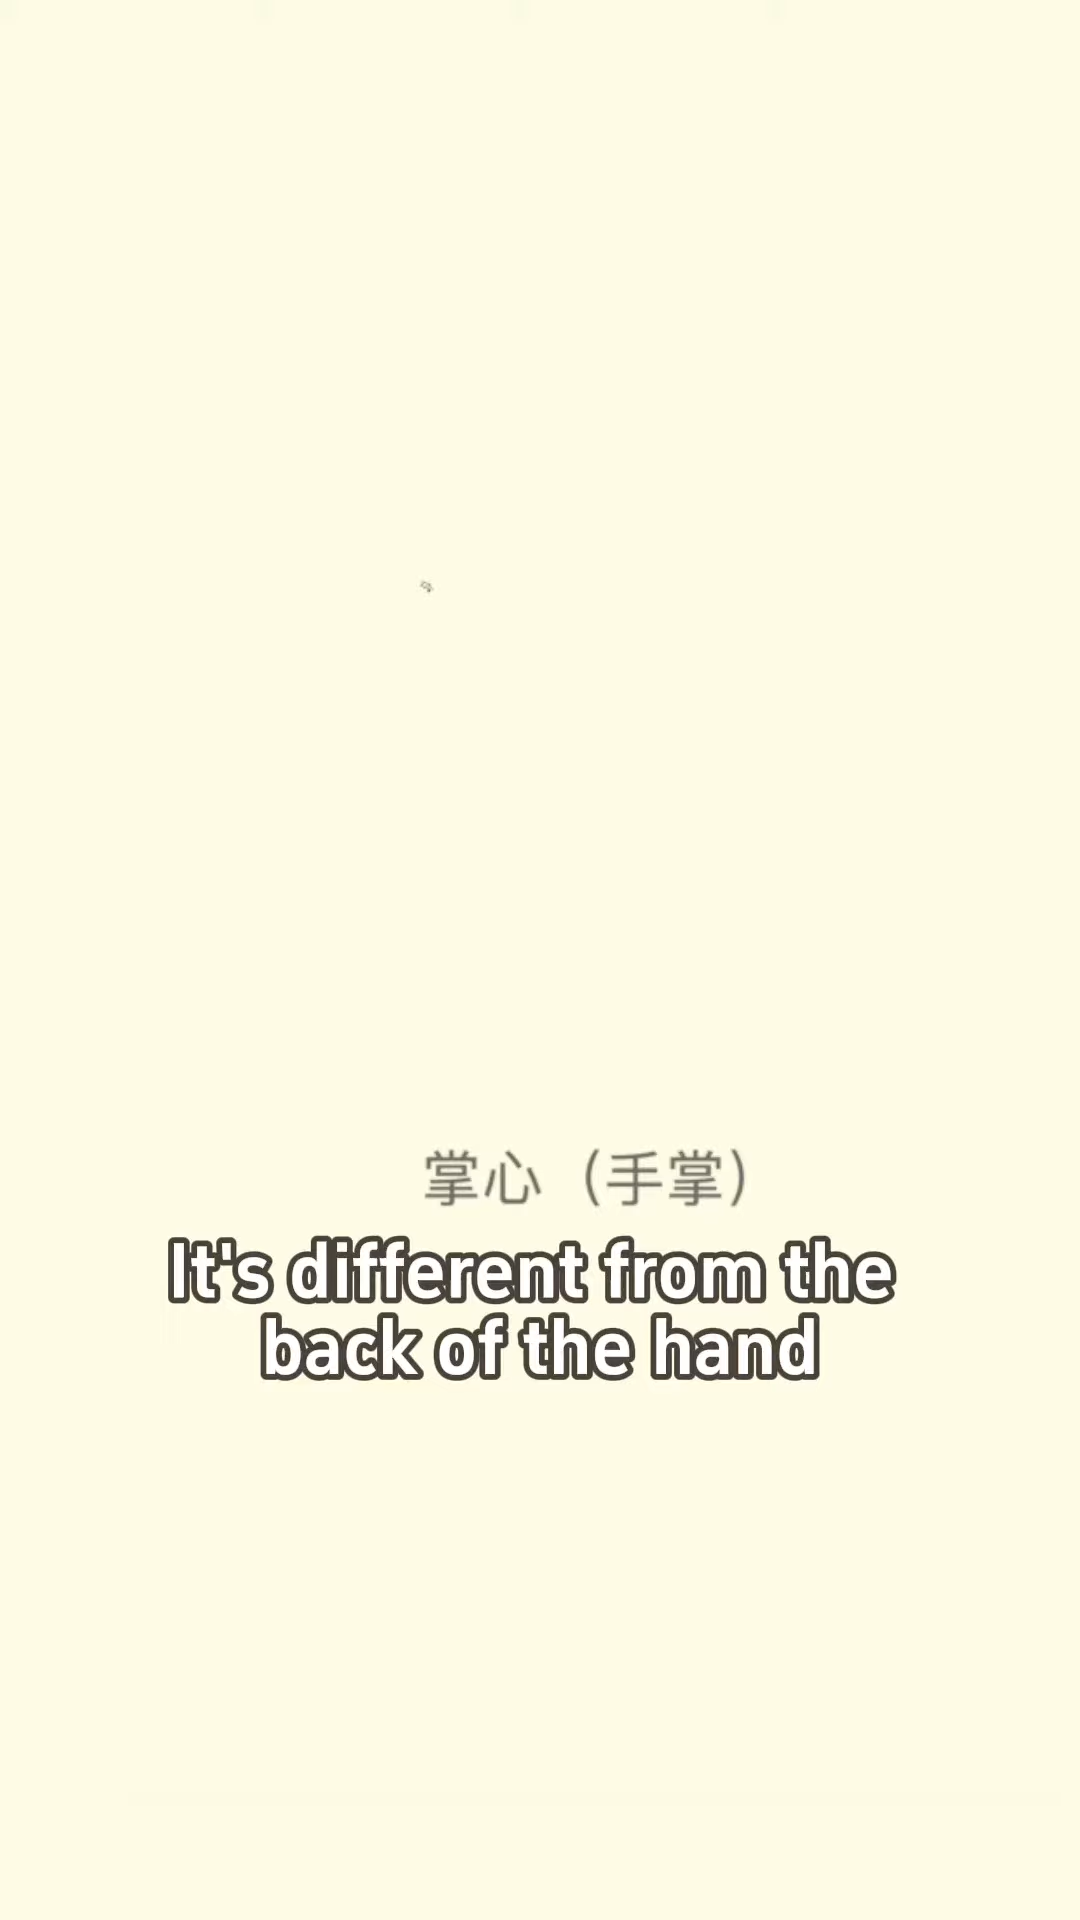 掌心（手掌）
It's different from the
back of the hand